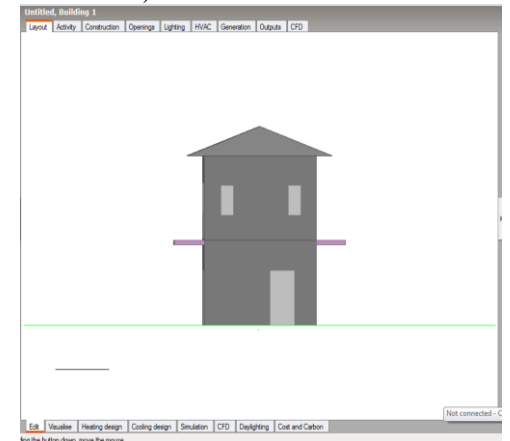 Untitled, Building 1
Layout Activity Construction Openings Lighting HVAC Generation Outputs CFD
Not connected - C
Edit Visualise Heating design Cooling design Simulation CFD Daylighting Cost and Carbon
the button down, move the mouse